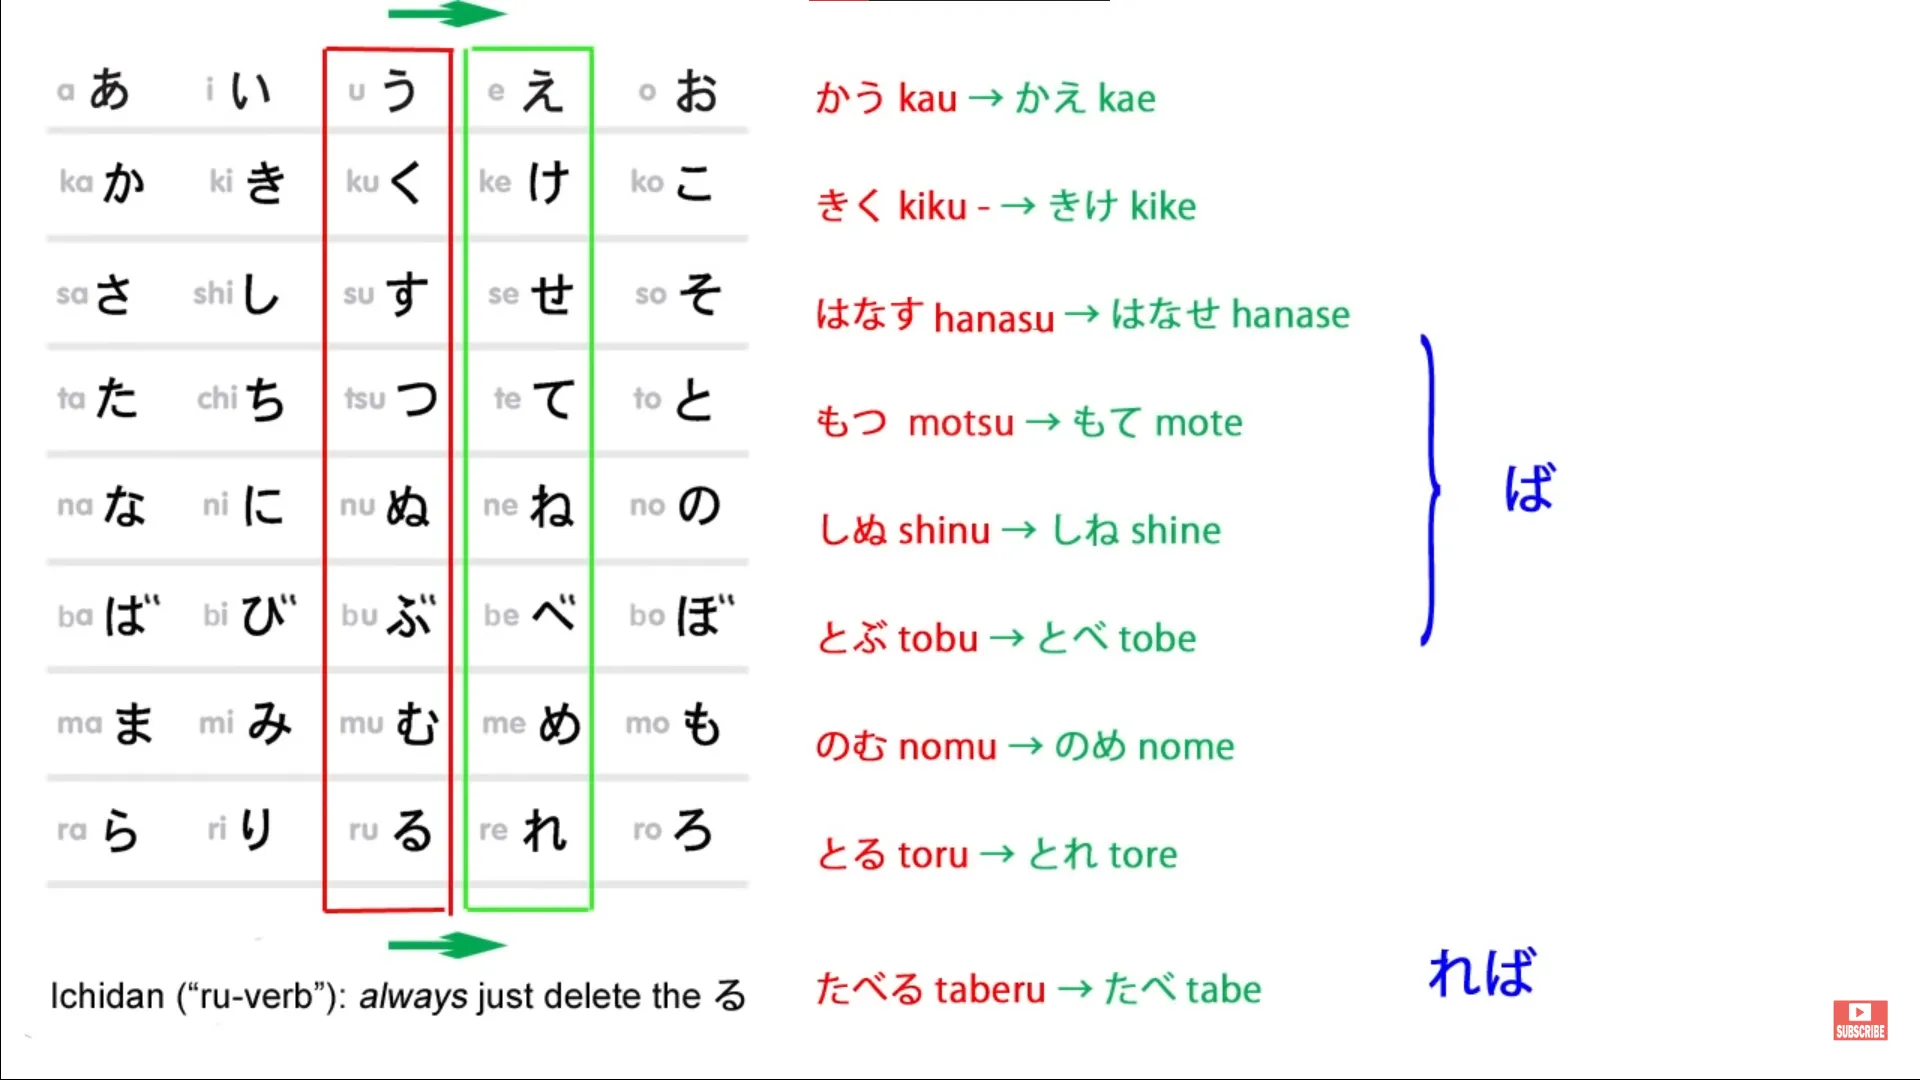 a あ i い u う e え o お
ka か ki き ku く ke け ko こ
sa さ shi し su す se せ so そ
ta た chi ち tsu つ te て to と
na な ni に nu ぬ ne ね no の
ba ば bi び bu ぶ be べ bo ぼ
ma ま mi み mu む me め mo も
ra ら ri り ru る re れ ro ろ
Ichidan (“ru-verb”): always just delete the る
かう kau → かえ kae
きく kiku - → きけ kike
はなす hanasu → はなせ hanase
もつ motsu → もて mote
しぬ shinu → しね shine
とぶ tobu → とべ tobe
のむ nomu → のめ nome
とる toru → とれ tore
たべる taberu → たべ tabe
ば
れば
SUBSCRIBE